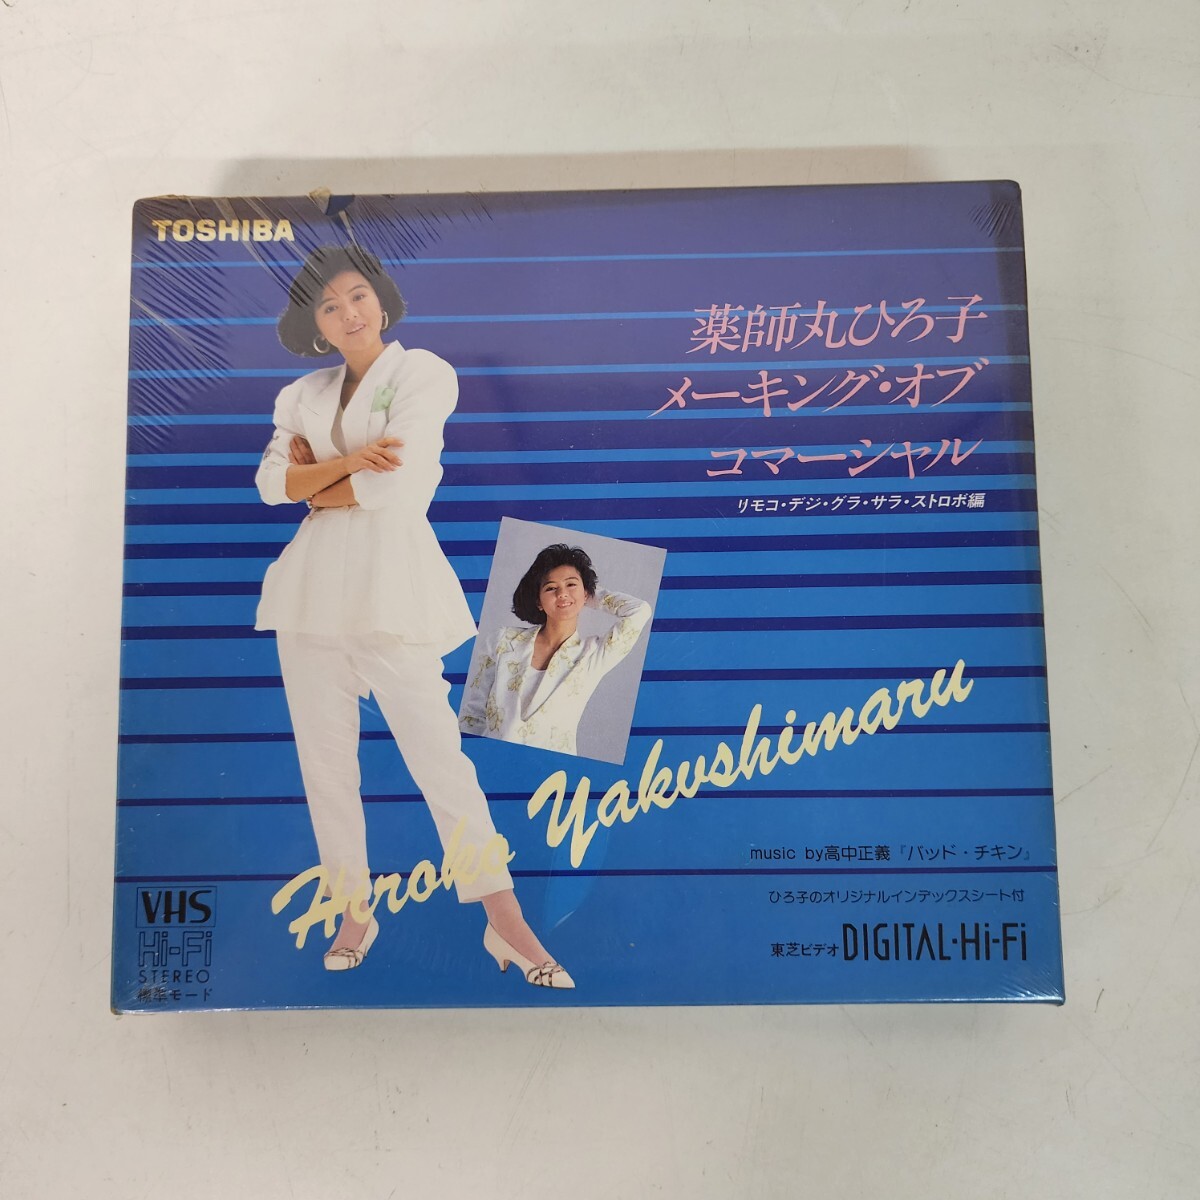 TOSHIBA
薬師丸ひろ子
メーキング・オブ
コマーシャル
リモコ・デジ・グラ・サラ・ストロボ編
Hiroko Yakushimaru
music by高中正義『バッド・チキン』
ひろ子のオリジナルインデックスシート付
東芝ビデオ DIGITAL・Hi-Fi
VHS
Hi-Fi
STEREO
標準モード